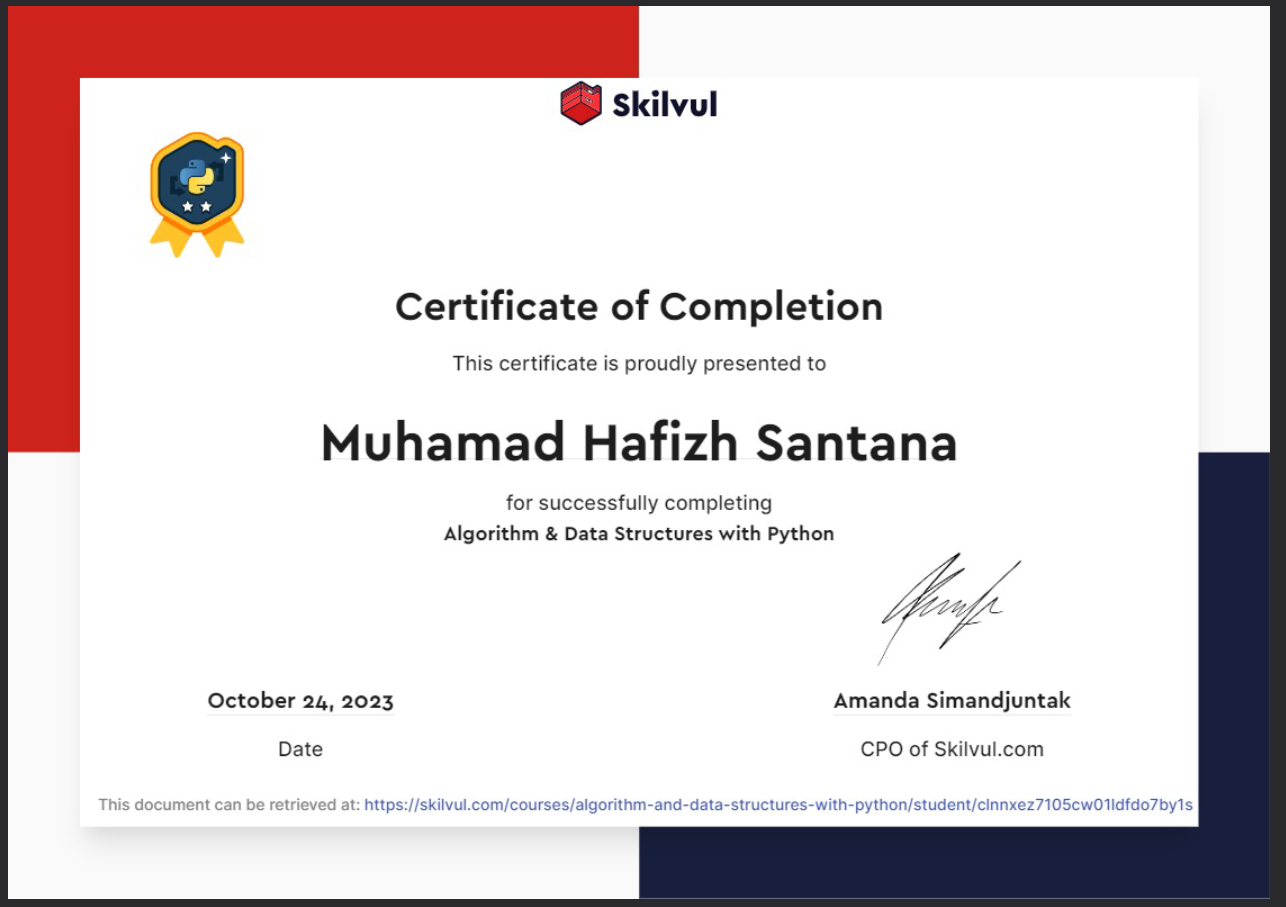 Skilvul
Certificate of Completion
This certificate is proudly presented to
Muhamad Hafizh Santana
for successfully completing
Algorithm & Data Structures with Python
October 24, 2023
Date
Amanda Simandjuntak
CPO of Skilvul.com
This document can be retrieved at: https://skilvul.com/courses/algorithm-and-data-structures-with-python/student/clnnxez7105cw01ldfdo7by1s